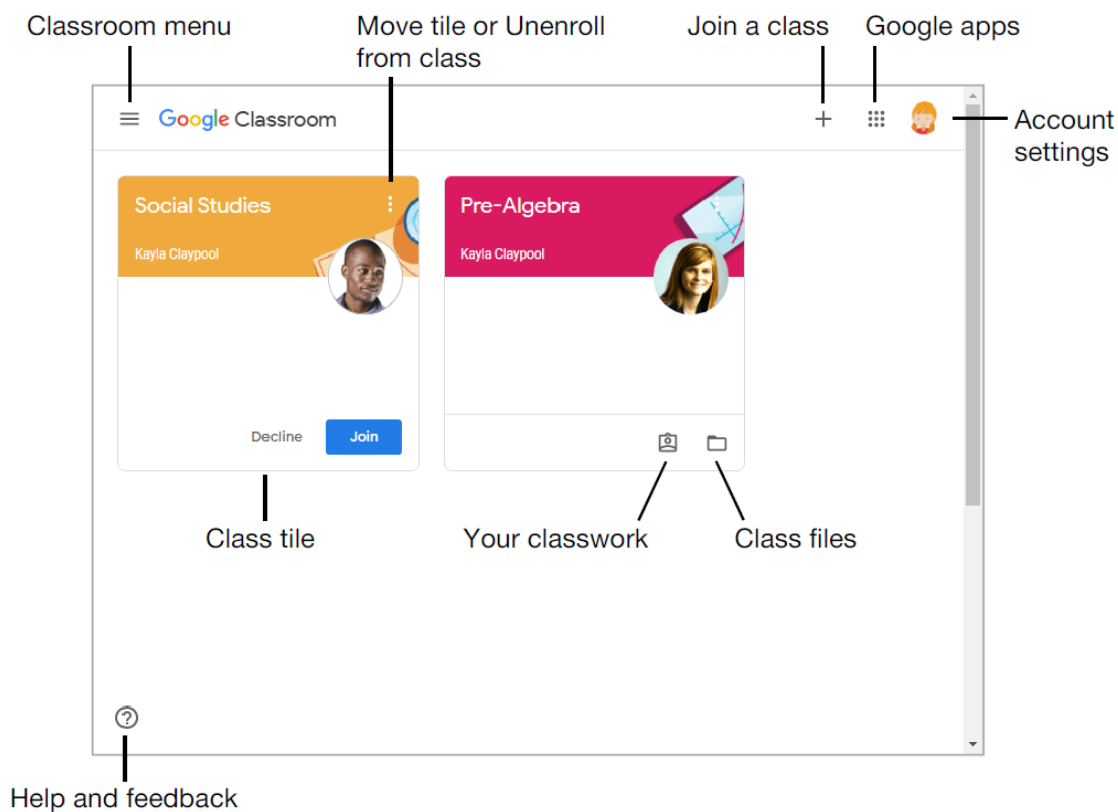 Classroom menu
Move tile or Unenroll
from class
Join a class
Google apps
Google Classroom
Account
settings
Social Studies
Kayla Claypool
Pre-Algebra
Kayla Claypool
Decline
Join
Class tile
Your classwork
Class files
Help and feedback